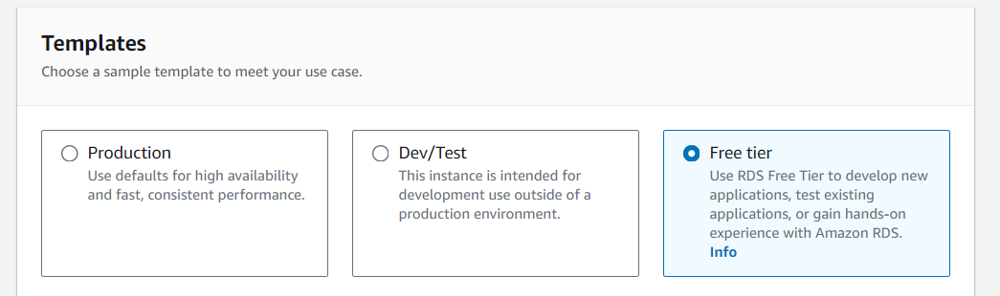 Templates
Choose a sample template to meet your use case.
Production
Use defaults for high availability
and fast, consistent performance.
Dev/Test
This instance is intended for
development use outside of a
production environment.
Free tier
Use RDS Free Tier to develop new
applications, test existing
applications, or gain hands-on
experience with Amazon RDS.
Info